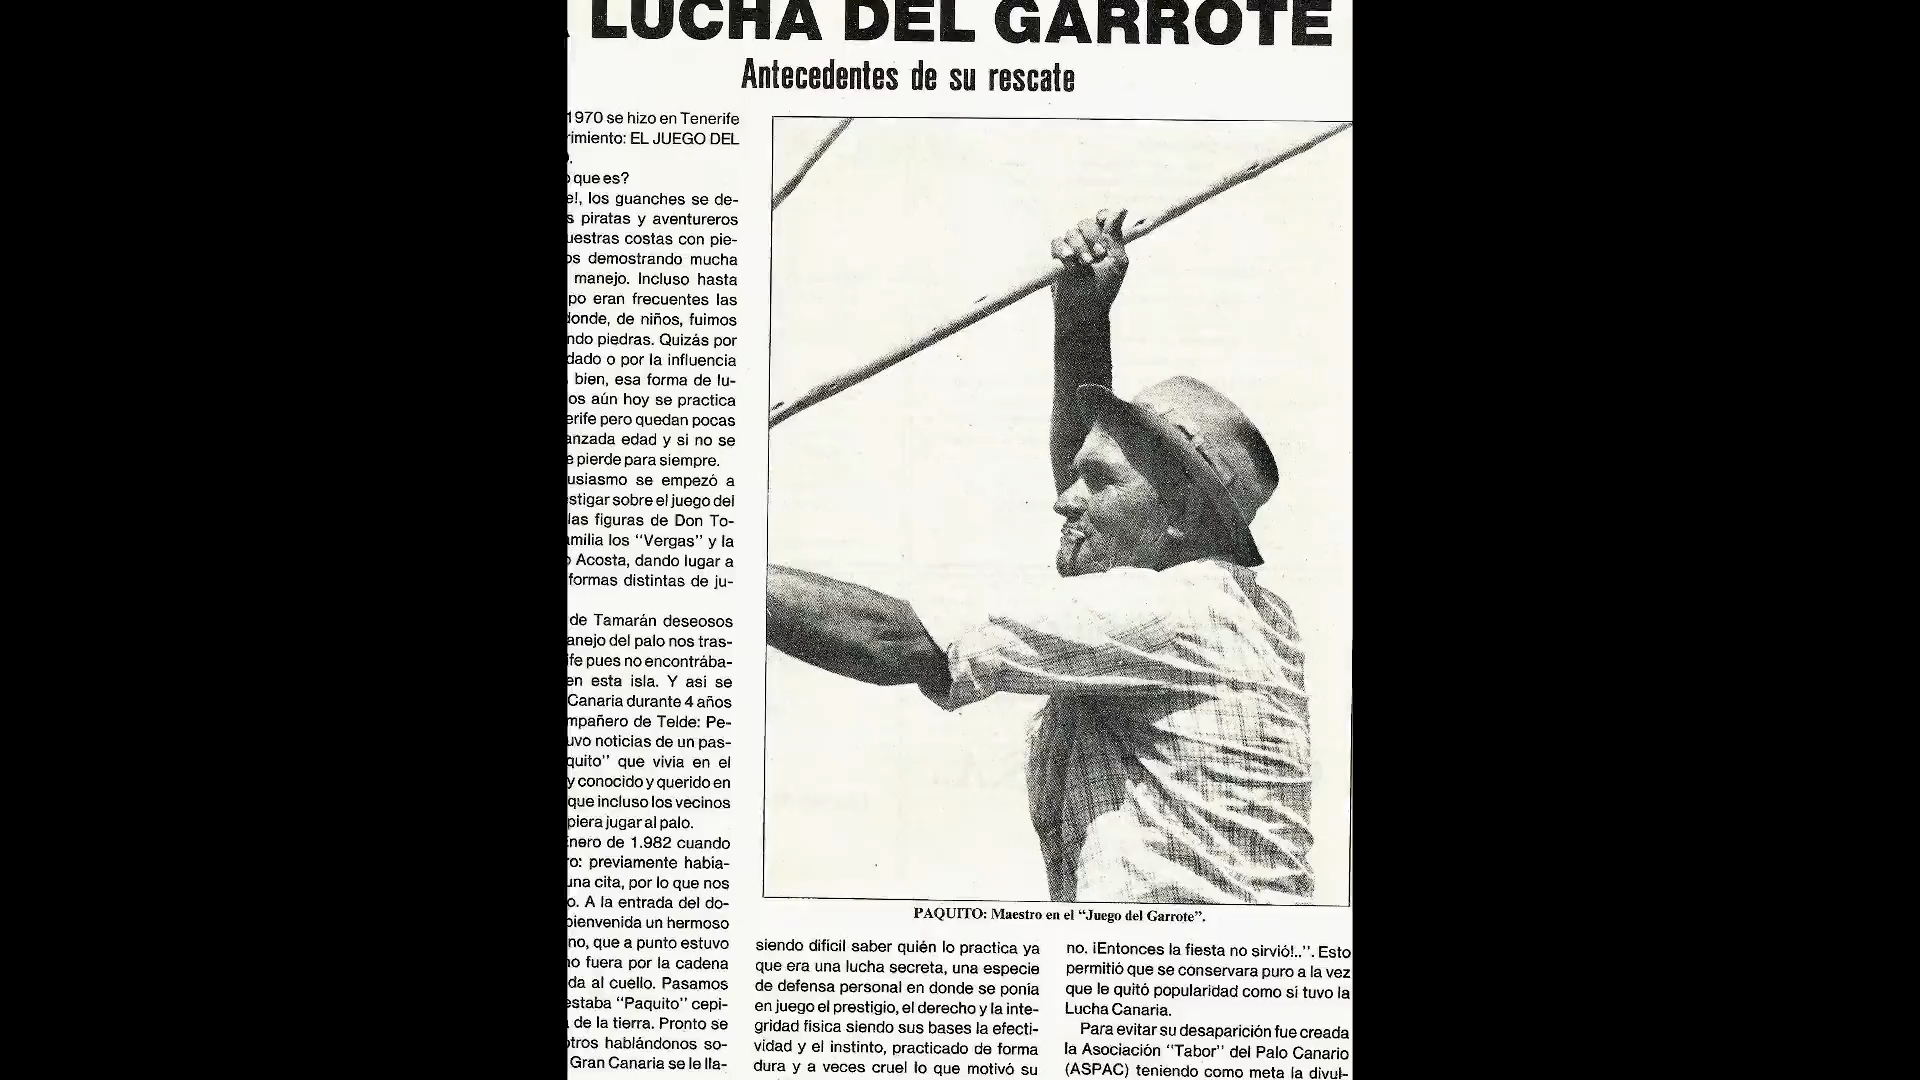 LUCHA DEL GARROTE
Antecedentes de su rescate
1970 se hizo en Tenerife
rimiento: EL JUEGO DEL
que es?
e!, los guanches se de-
s piratas y aventureros
uestras costas con pie-
os demostrando mucha
manejo. Incluso hasta
po eran frecuentes las
donde, de niños, fuimos
ndo piedras. Quizás por
dado o por la influencia
bien, esa forma de lu-
os aún hoy se practica
erife pero quedan pocas
anzada edad y si no se
e pierde para siempre.
usiasmo se empezó a
stigar sobre el juego del
las figuras de Don To-
amilia los "Vergas" y la
Acosta, dando lugar a
formas distintas de ju-
de Tamarán deseosos
anejo del palo nos tras-
ife pues no encontrába-
en esta isla. Y asi se
Canaria durante 4 años
mpañero de Telde: Pe-
uvo noticias de un pas-
quito" que vivia en el
y conocido y querido en
que incluso los vecinos
piera jugar al palo.
nero de 1.982 cuando
ro: previamente habia-
una cita, por lo que nos
o. A la entrada del do-
bienvenida un hermoso
no, que a punto estuvo
no fuera por la cadena
da al cuello. Pasamos
estaba "Paquito" cepi-
de la tierra. Pronto se
otros hablándonos so-
Gran Canaria se le lla-
PAQUITO: Maestro en el "Juego del Garrote".
siendo dificil saber quién lo practica ya
que era una lucha secreta, una especie
de defensa personal en donde se ponia
en juego el prestigio, el derecho y la inte-
gridad fisica siendo sus bases la efecti-
vidad y el instinto, practicado de forma
dura y a veces cruel lo que motivó su
no. ¡Entonces la fiesta no sirvió!..". Esto
permitió que se conservara puro a la vez
que le quitó popularidad como si tuvo la
Lucha Canaria.
Para evitar su desaparición fue creada
la Asociación "Tabor" del Palo Canario
(ASPAC) teniendo como meta la divul-